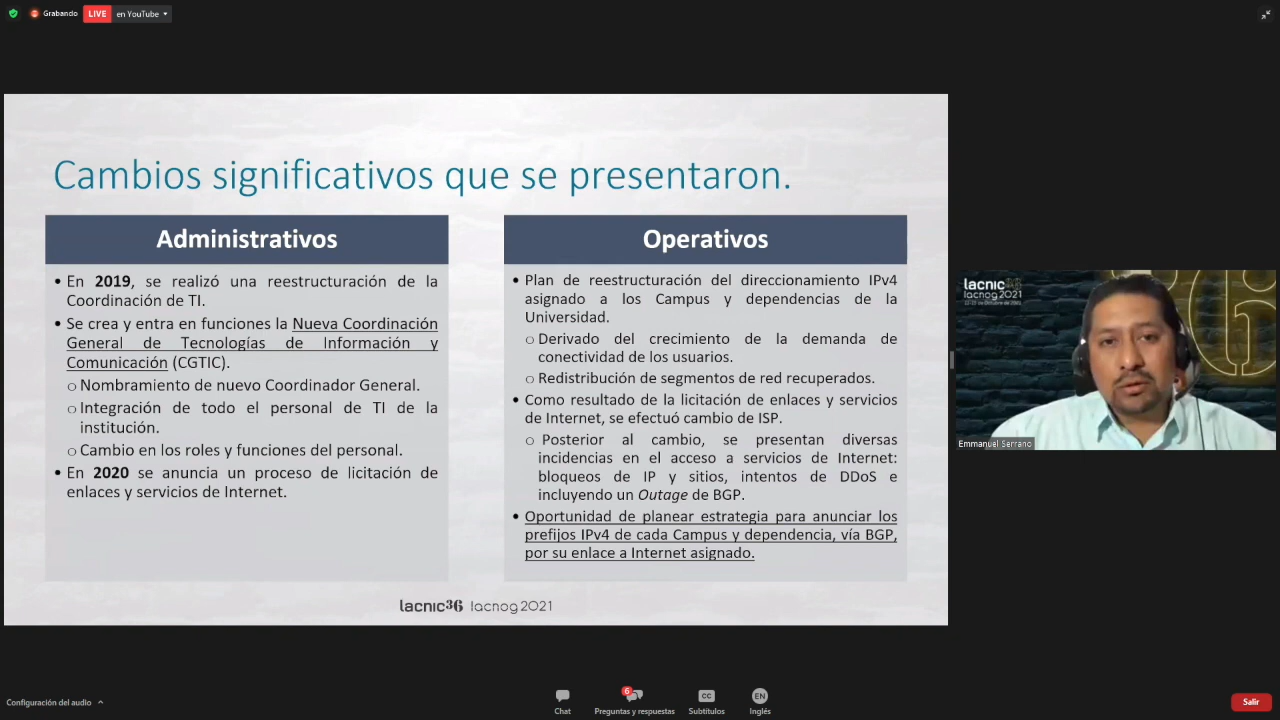 Grabando LIVE en YouTube
Cambios significativos que se presentaron.
Administrativos
• En 2019, se realizó una reestructuración de la
Coordinación de TI.
• Se crea y entra en funciones la Nueva Coordinación
General de Tecnologías de Información y
Comunicación (CGTIC).
o Nombramiento de nuevo Coordinador General.
o Integración de todo el personal de TI de la
institución.
o Cambio en los roles y funciones del personal.
• En 2020 se anuncia un proceso de licitación de
enlaces y servicios de Internet.
Operativos
• Plan de reestructuración del direccionamiento IPv4
asignado a los Campus y dependencias de la
Universidad.
o Derivado del crecimiento de la demanda de
conectividad de los usuarios.
o Redistribución de segmentos de red recuperados.
• Como resultado de la licitación de enlaces y servicios
de Internet, se efectuó cambio de ISP.
o Posterior al cambio, se presentan diversas
incidencias en el acceso a servicios de Internet:
bloqueos de IP y sitios, intentos de DDoS e
incluyendo un Outage de BGP.
• Oportunidad de planear estrategia para anunciar los
prefijos IPv4 de cada Campus y dependencia, vía BGP,
por su enlace a Internet asignado.
lacnic36 lacnog2021
lacnic36
lacnog2021
Emmanuel Serrano
Configuración del audio
Chat
6
Preguntas y respuestas
CC
Subtítulos
EN
Inglés
Salir